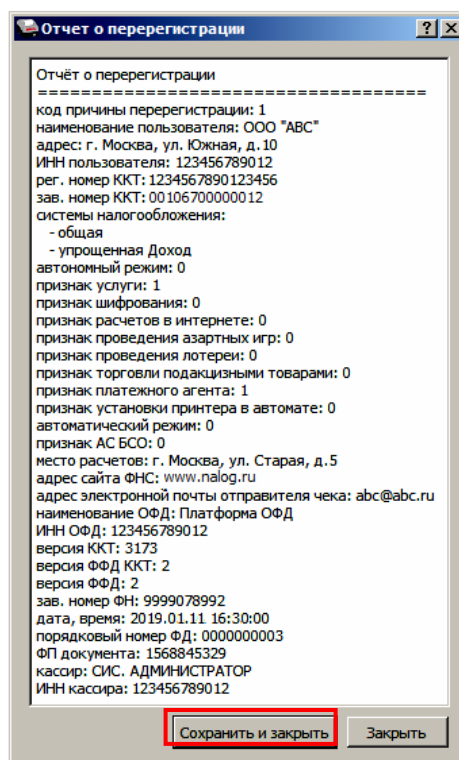 Отчет о перерегистрации
Отчёт о перерегистрации
=====================================
код причины перерегистрации: 1
наименование пользователя: ООО "АВС"
адрес: г. Москва, ул. Южная, д.10
ИНН пользователя: 123456789012
рег. номер ККТ: 1234567890123456
зав. номер ККТ: 00106700000012
системы налогообложения:
- общая
- упрощенная Доход
автономный режим: 0
признак услуги: 1
признак шифрования: 0
признак расчетов в интернете: 0
признак проведения азартных игр: 0
признак проведения лотереи: 0
признак торговли подакцизными товарами: 0
признак платежного агента: 1
признак установки принтера в автомате: 0
автоматический режим: 0
признак АС БСО: 0
место расчетов: г. Москва, ул. Старая, д.5
адрес сайта ФНС: www.nalog.ru
адрес электронной почты отправителя чека: abc@abc.ru
наименование ОФД: Платформа ОФД
ИНН ОФД: 123456789012
версия ККТ: 3173
версия ФФД ККТ: 2
версия ФФД: 2
зав. номер ФН: 9999078992
дата, время: 2019.01.11 16:30:00
порядковый номер ФД: 0000000003
ФП документа: 1568845329
кассир: СИС. АДМИНИСТРАТОР
ИНН кассира: 123456789012
Сохранить и закрыть Закрыть